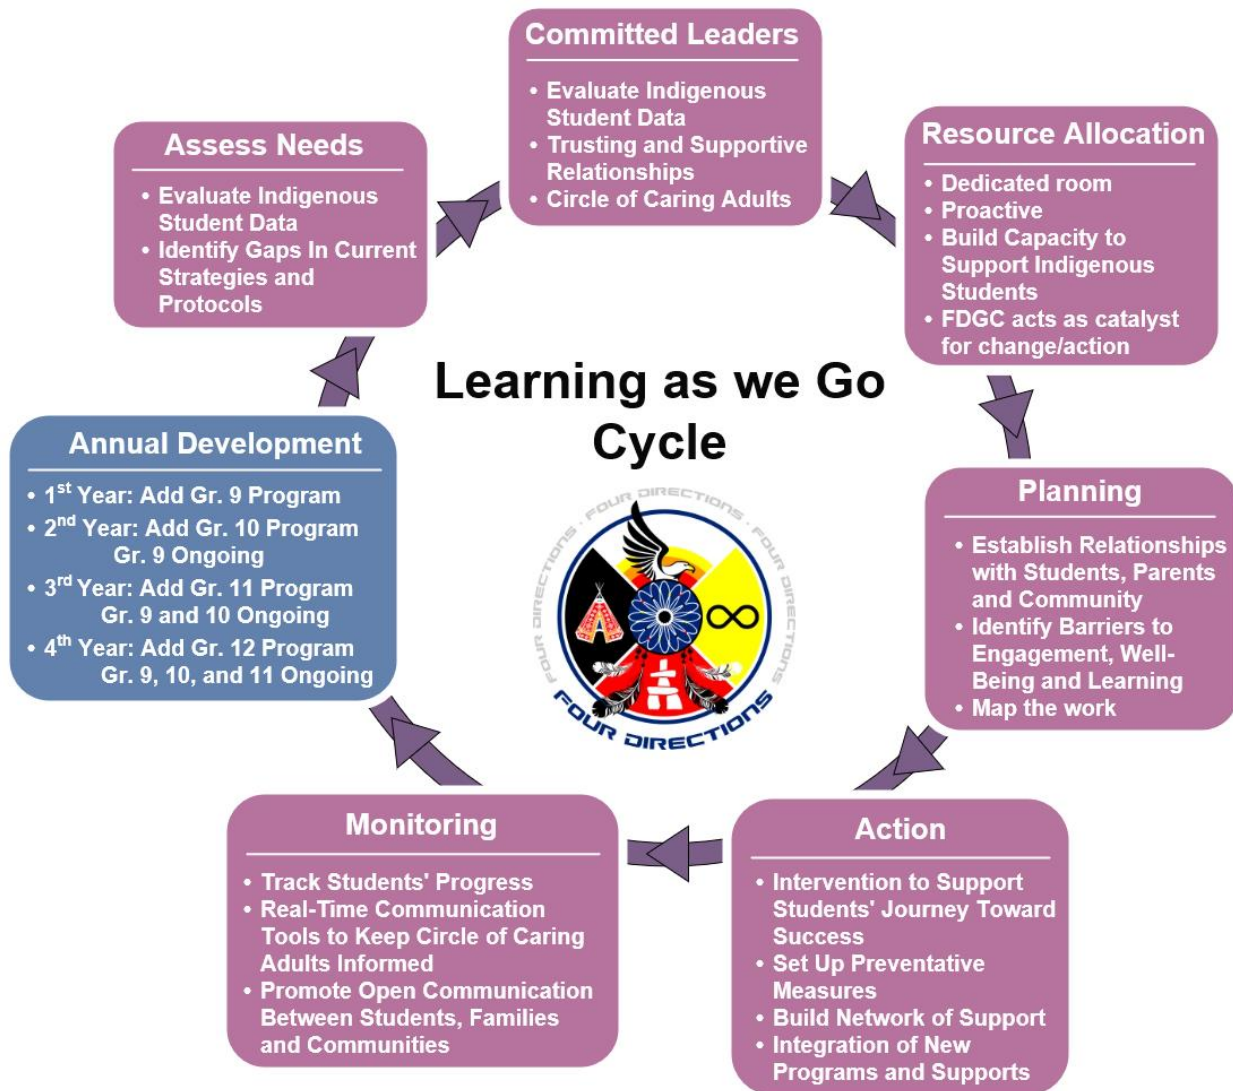 Committed Leaders
• Evaluate Indigenous
Student Data
• Trusting and Supportive
Relationships
• Circle of Caring Adults
Resource Allocation
• Dedicated room
• Proactive
• Build Capacity to
Support Indigenous
Students
• FDGC acts as catalyst
for change/action
Planning
• Establish Relationships
with Students, Parents
and Community
• Identify Barriers to
Engagement, Well-
Being and Learning
• Map the work
Action
• Intervention to Support
Students' Journey Toward
Success
• Set Up Preventative
Measures
• Build Network of Support
• Integration of New
Programs and Supports
Monitoring
• Track Students' Progress
• Real-Time Communication
Tools to Keep Circle of Caring
Adults Informed
• Promote Open Communication
Between Students, Families
and Communities
Annual Development
• 1st Year: Add Gr. 9 Program
• 2nd Year: Add Gr. 10 Program
Gr. 9 Ongoing
• 3rd Year: Add Gr. 11 Program
Gr. 9 and 10 Ongoing
• 4th Year: Add Gr. 12 Program
Gr. 9, 10, and 11 Ongoing
Assess Needs
• Evaluate Indigenous
Student Data
• Identify Gaps In Current
Strategies and
Protocols
Learning as we Go
Cycle
FOUR DIRECTIONS · FOUR DIRECTIONS · FOUR DIRECTIONS
FOUR DIRECTIONS